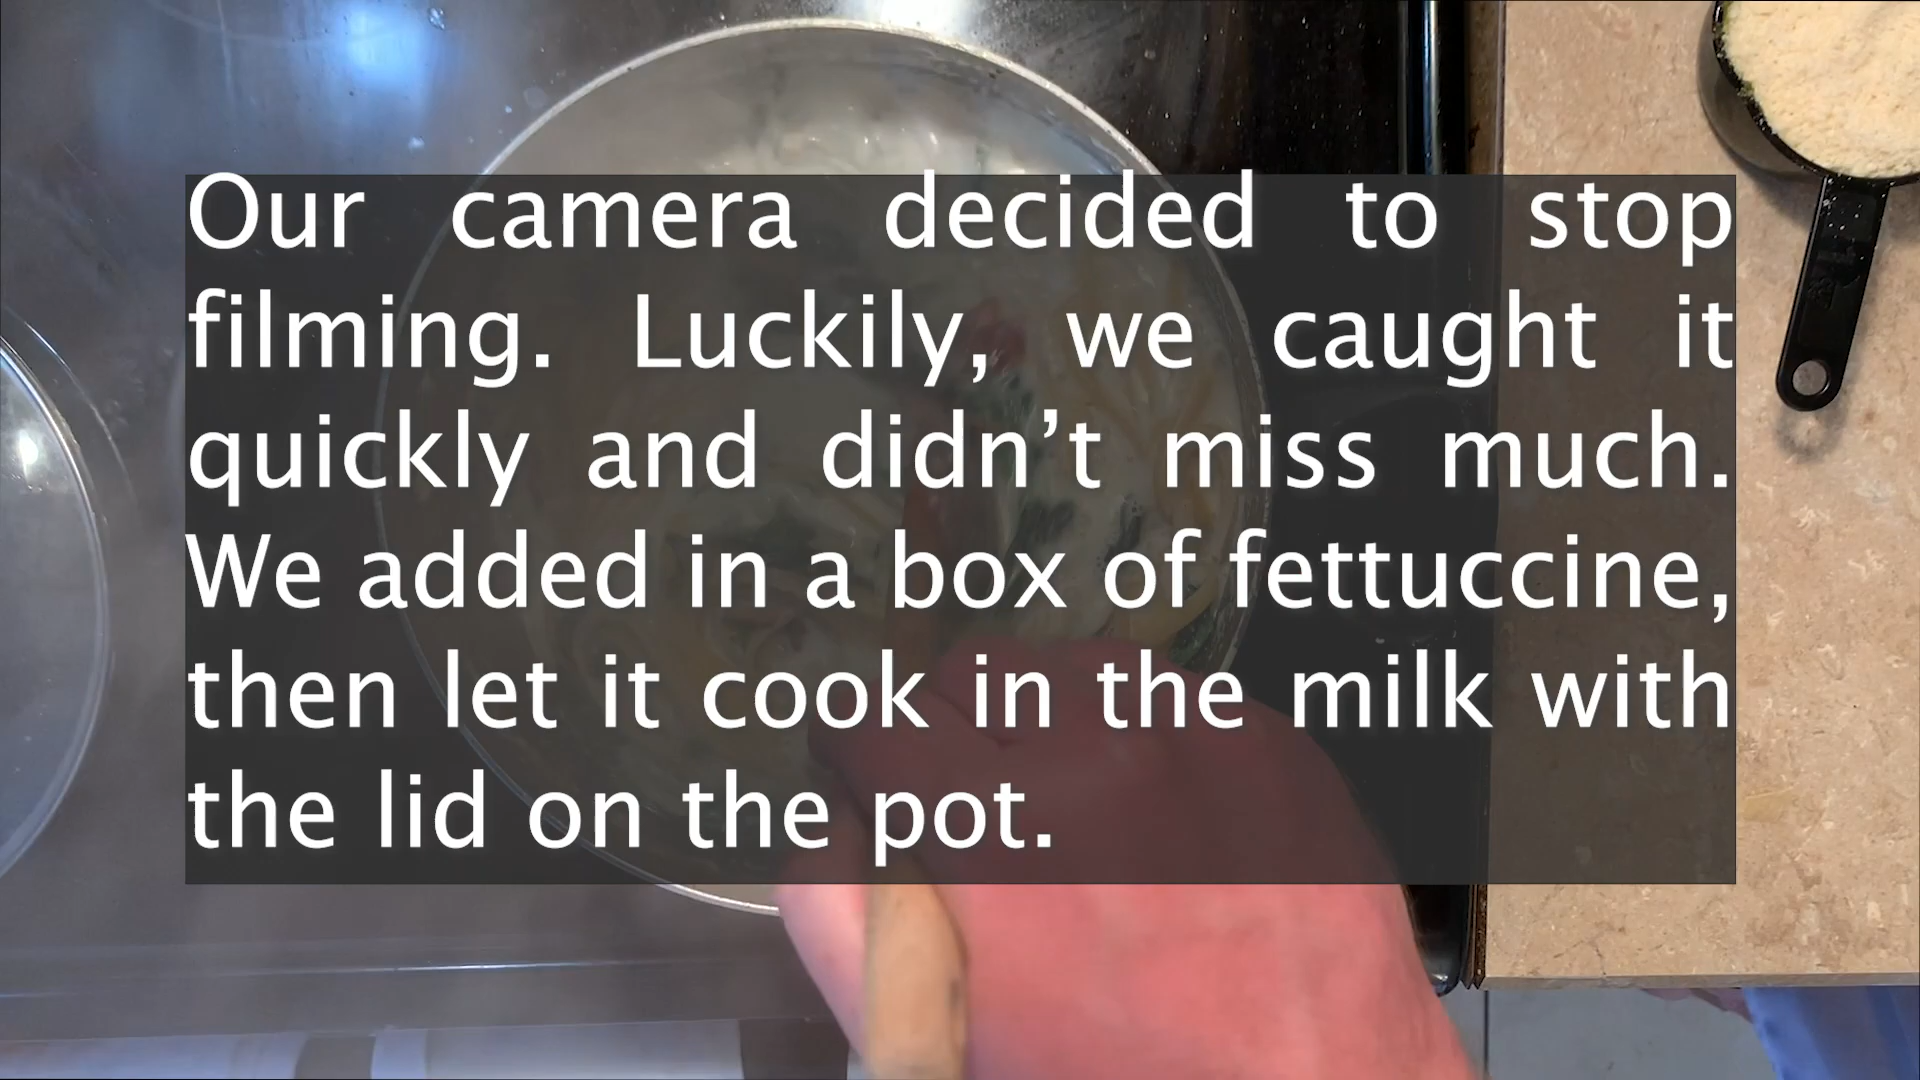 Our camera decided to stop
filming. Luckily, we caught it
quickly and didn’t miss much.
We added in a box of fettuccine,
then let it cook in the milk with
the lid on the pot.